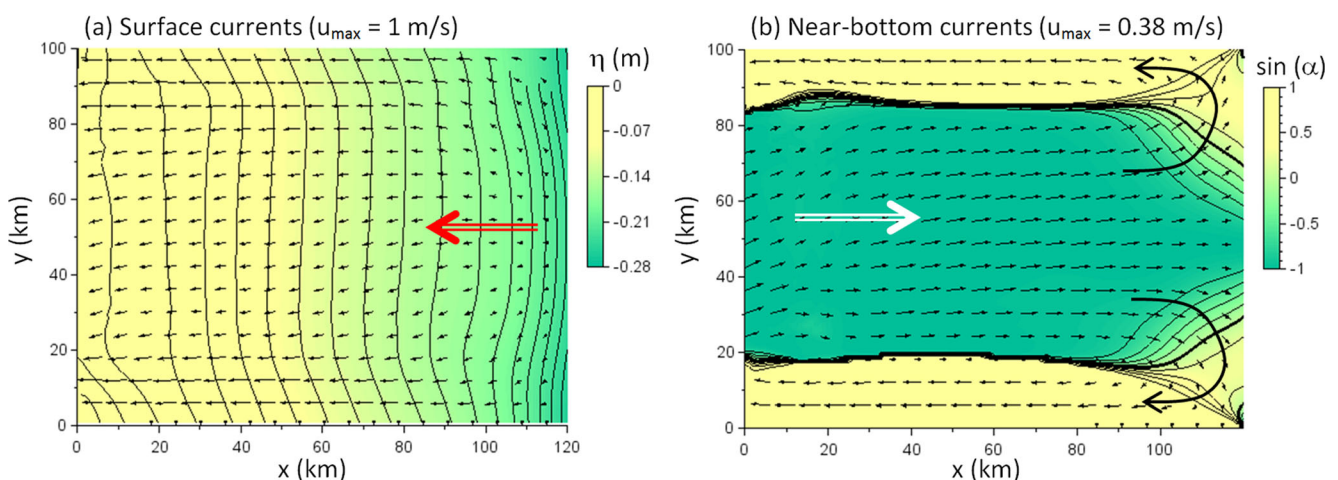 (a) Surface currents (uₘₐₓ = 1 m/s)
100
80
60
40
20
0
y (km)
0 20 40 60 80 100 120
x (km)
η (m)
0
-0.07
-0.14
-0.21
-0.28
(b) Near-bottom currents (uₘₐₓ = 0.38 m/s)
100
80
60
40
20
0
y (km)
0 20 40 60 80 100
x (km)
sin (α)
1
0.5
0
-0.5
-1